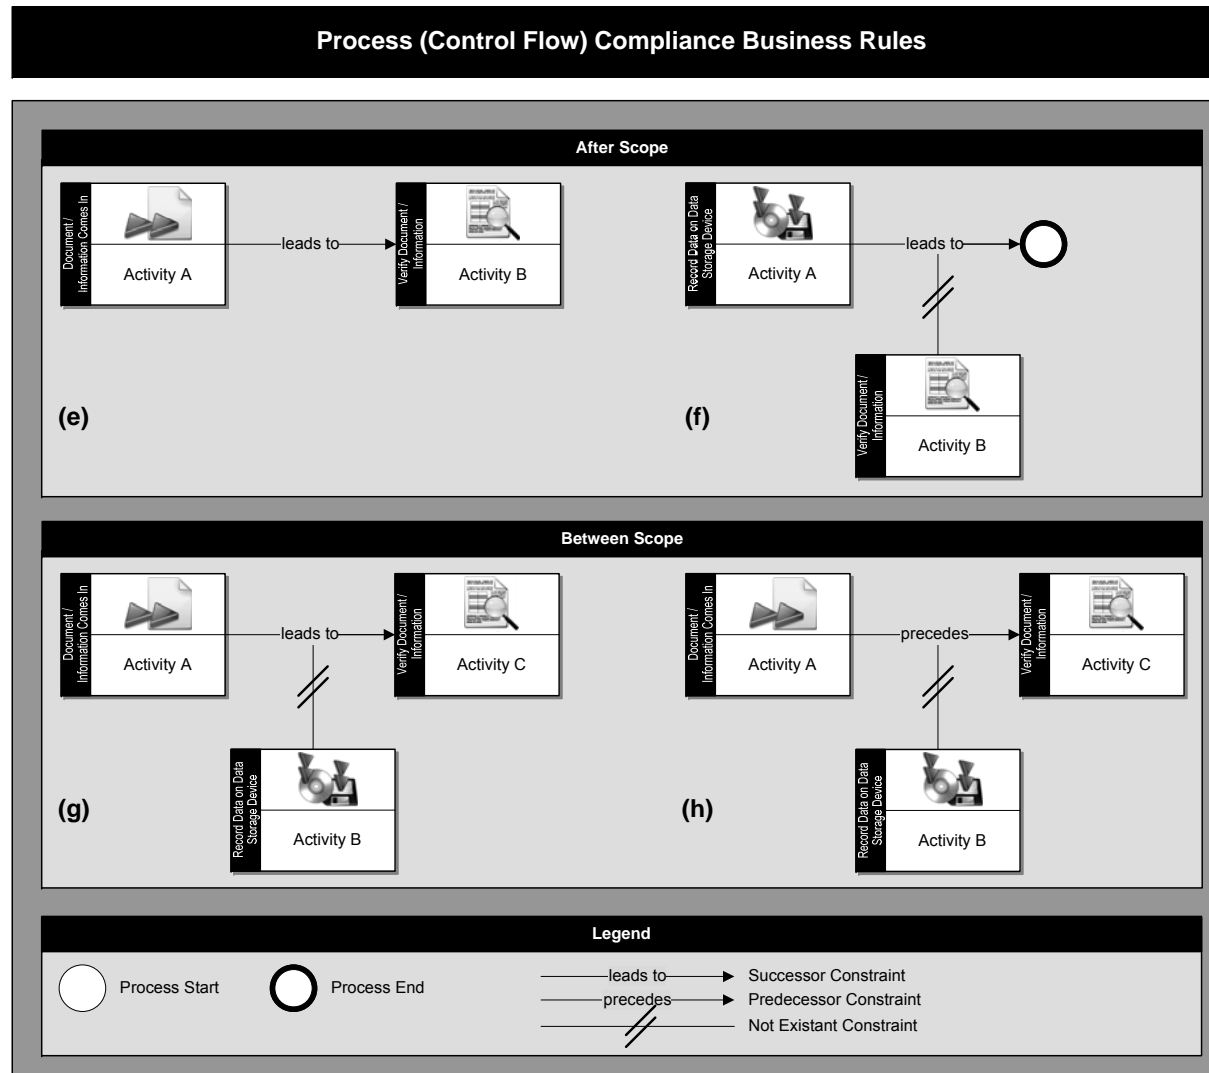 Process (Control Flow) Compliance Business Rules
After Scope
Document /
Information Comes In
Activity A
leads to
Verify Document /
Information
Activity B
(e)
Record Data on Data
Storage Device
Activity A
leads to
Verify Document /
Information
Activity B
(f)
Between Scope
Document /
Information Comes In
Activity A
leads to
Verify Document /
Information
Activity C
Record Data on Data
Storage Device
Activity B
(g)
Document /
Information Comes In
Activity A
precedes
Verify Document /
Information
Activity C
Record Data on Data
Storage Device
Activity B
(h)
Legend
Process Start
Process End
leads to
Successor Constraint
precedes
Predecessor Constraint
Not Existant Constraint